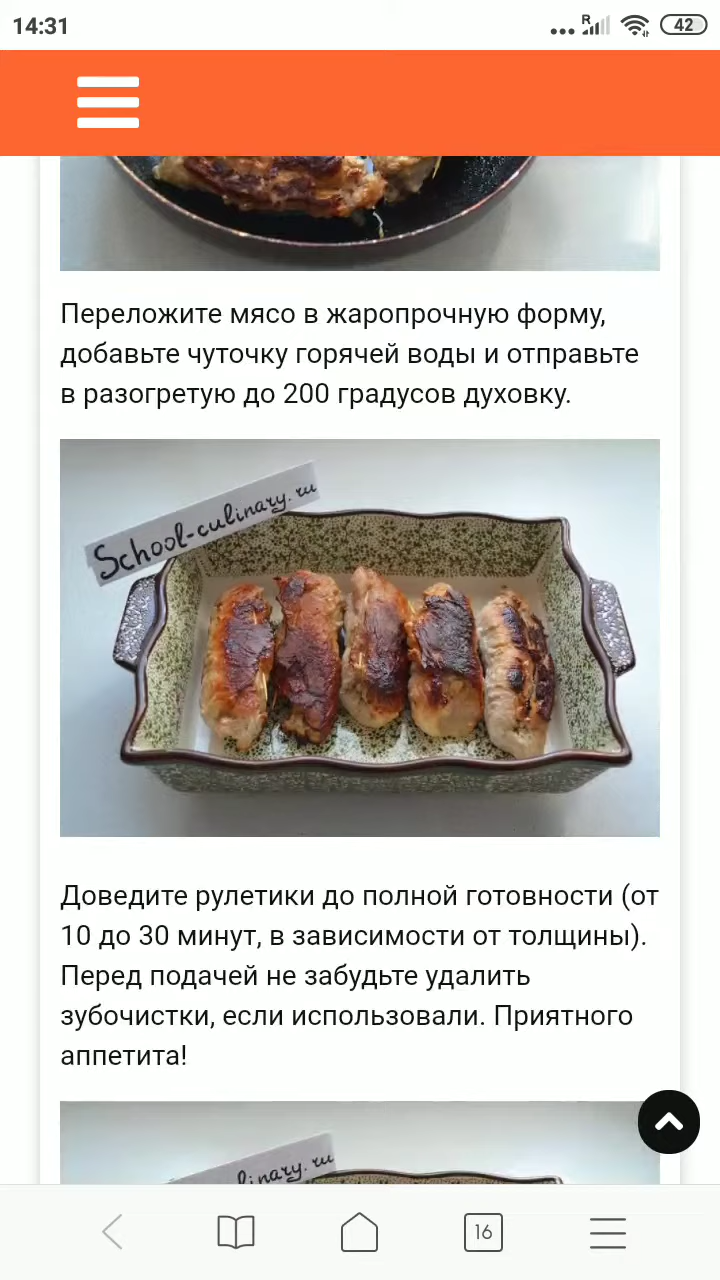 14:31
R
42
Переложите мясо в жаропрочную форму,
добавьте чуточку горячей воды и отправьте
в разогретую до 200 градусов духовку.
School-culinary.ru
Доведите рулетики до полной готовности (от
10 до 30 минут, в зависимости от толщины).
Перед подачей не забудьте удалить
зубочистки, если использовали. Приятного
аппетита!
linary.ru
16